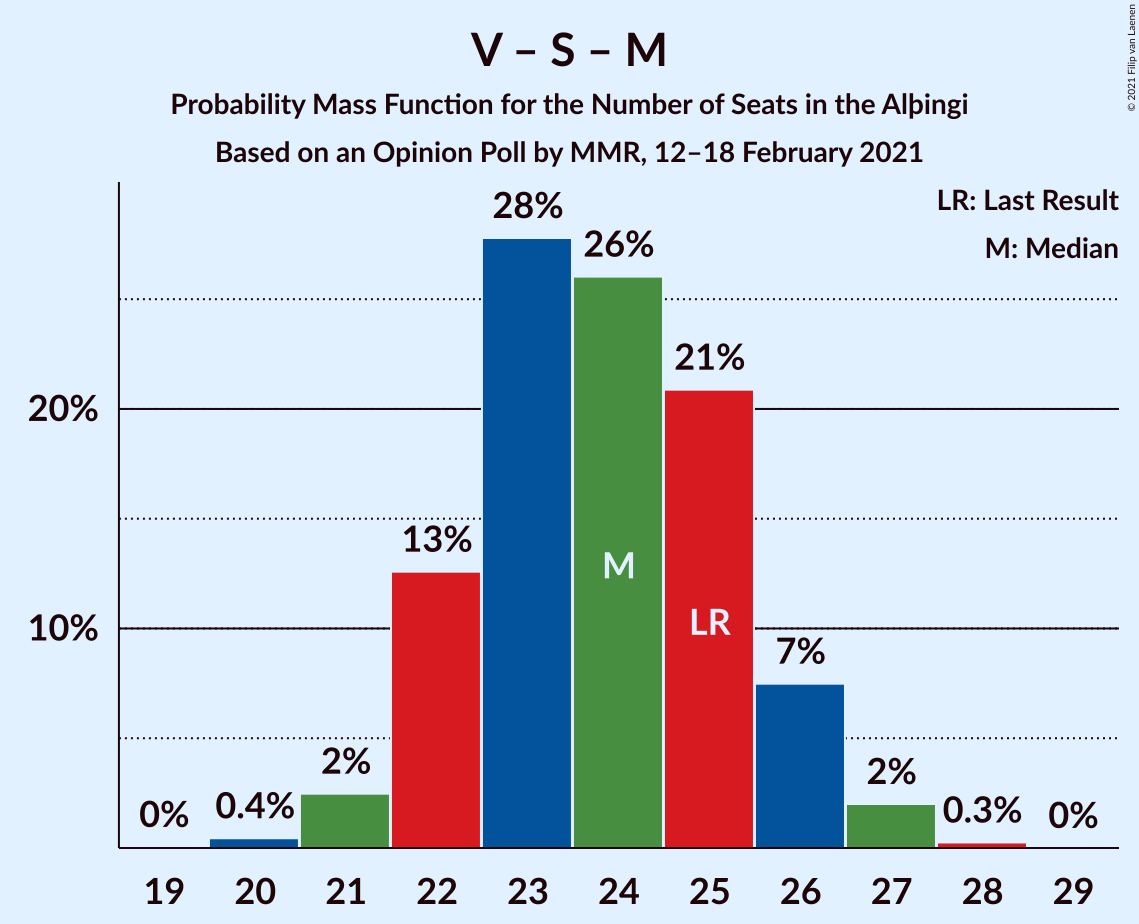 V – S – M
Probability Mass Function for the Number of Seats in the Alþingi
Based on an Opinion Poll by MMR, 12–18 February 2021
© 2021 Filip van Laenen
LR: Last Result
M: Median
28%
26%
21%
20%
13%
M
LR
10%
7%
2%
2%
0%
0.4%
0.3%
0%
19 20 21 22 23 24 25 26 27 28 29